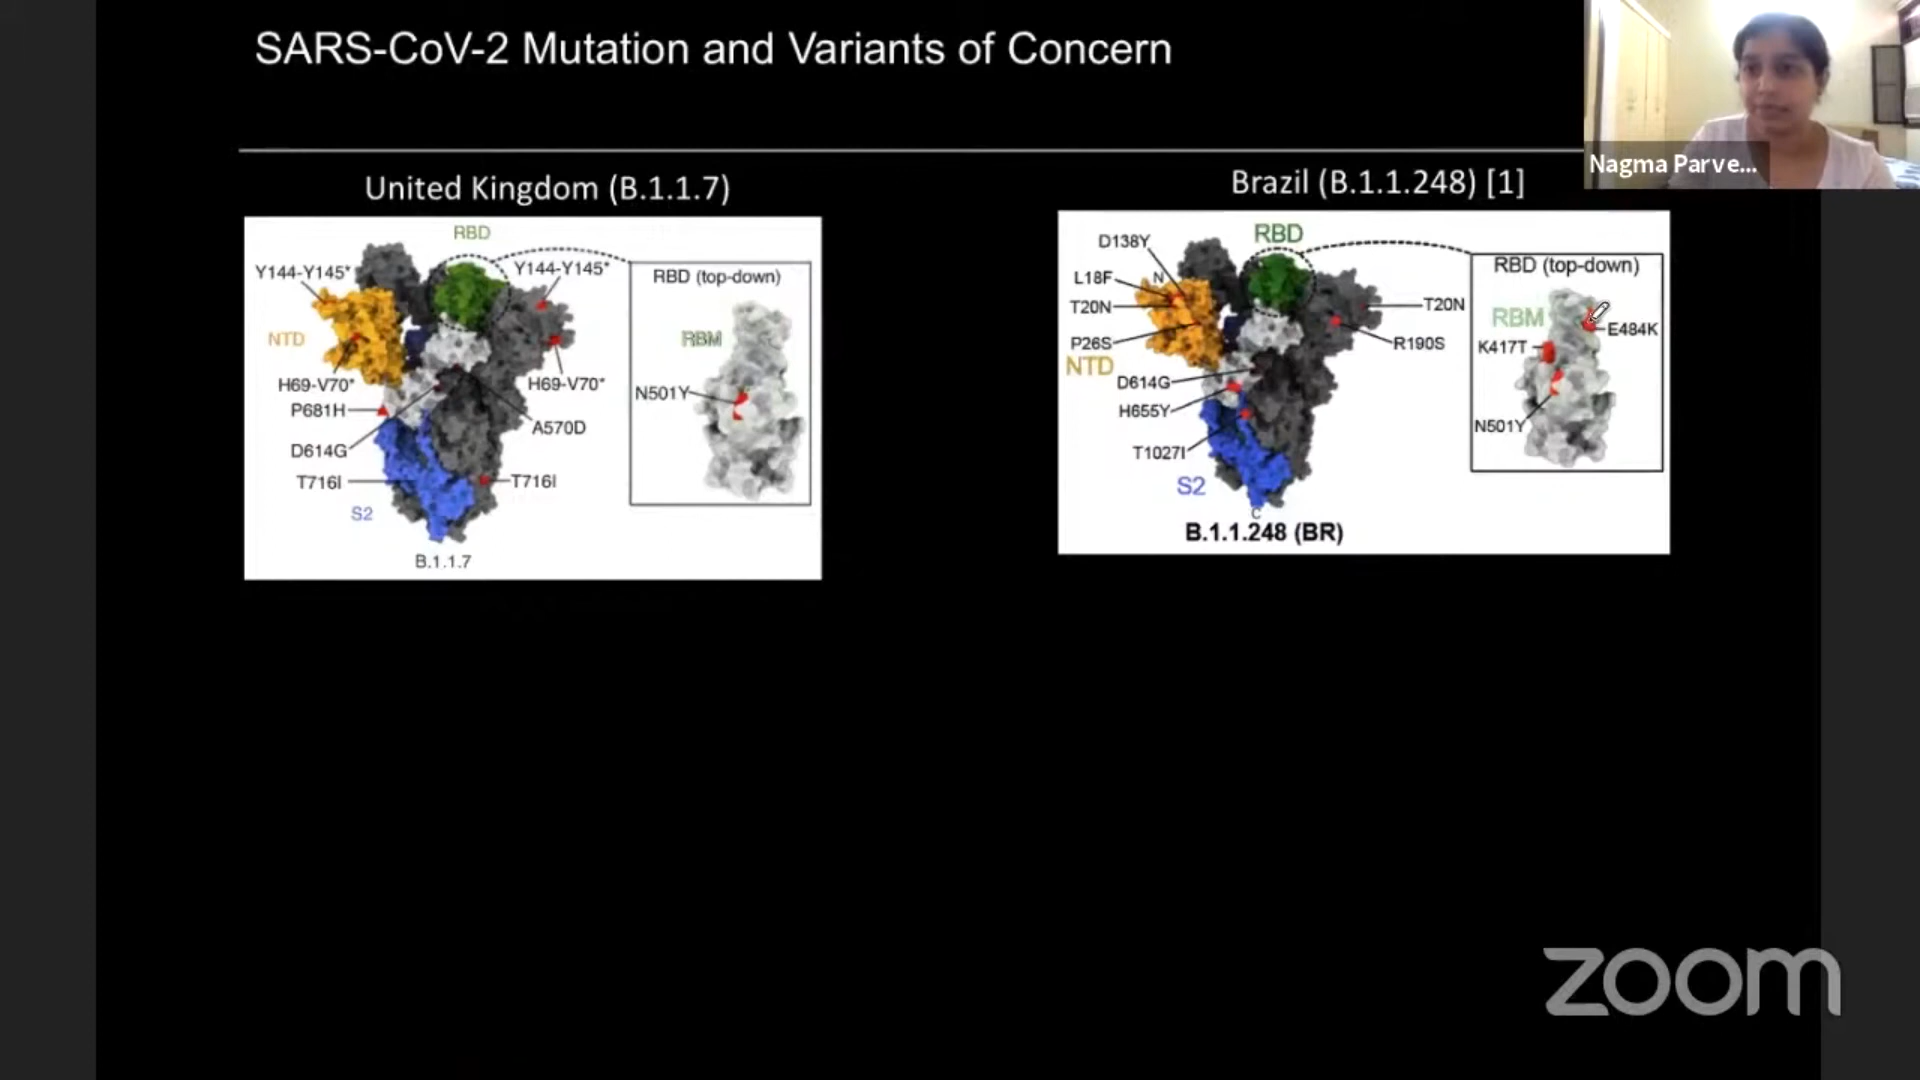 SARS-CoV-2 Mutation and Variants of Concern
Nagma Parve...
United Kingdom (B.1.1.7)
RBD
Y144-Y145*
Y144-Y145*
RBD (top-down)
NTD
RBM
H69-V70*
H69-V70*
N501Y
P681H
A570D
D614G
T716I
T716I
S2
B.1.1.7
Brazil (B.1.1.248) [1]
D138Y
RBD
RBD (top-down)
L18F
N
T20N
T20N
RBM
E484K
P26S
R190S
K417T
NTD
D614G
H655Y
N501Y
T1027I
S2
C
B.1.1.248 (BR)
zoom